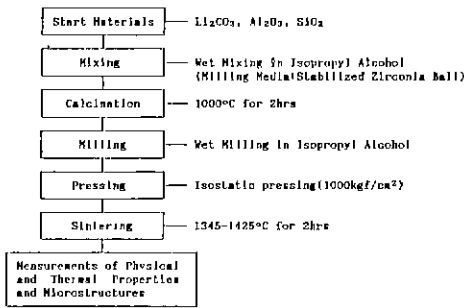 Start Materials
Li₂CO₃, Al₂O₃, SiO₂
Mixing
Wet Mixing in Isopropyl Alcohol
(Milling Media:Stabilized Zirconia Ball)
Calcination
1000°C for 2hrs
Milling
Wet Milling in Isopropyl Alcohol
Pressing
Isostatic pressing(1000kgf/cm²)
Sintering
1345-1425°C for 2hrs
Measurements of Physical
and Thermal Properties
and Microstructures